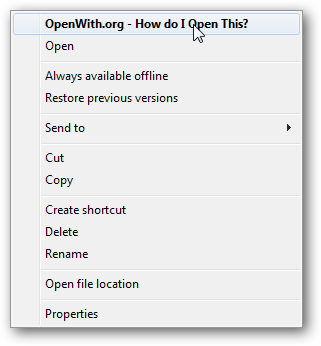 OpenWith.org - How do I Open This?
Open
Always available offline
Restore previous versions
Send to
Cut
Copy
Create shortcut
Delete
Rename
Open file location
Properties